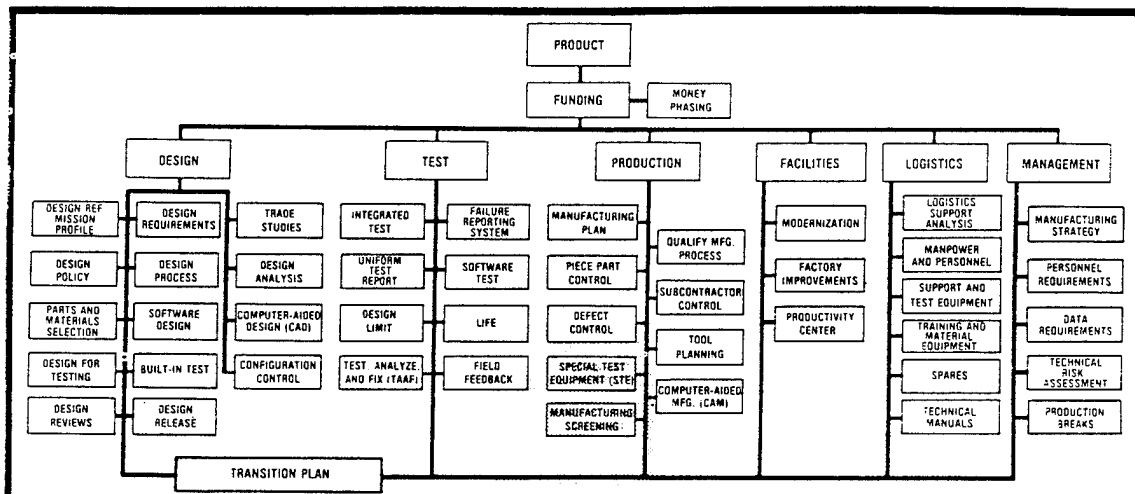 PRODUCT
FUNDING
MONEY
PHASING
DESIGN
DESIGN REF
MISSION
PROFILE
DESIGN
REQUIREMENTS
TRADE
STUDIES
DESIGN
POLICY
DESIGN
PROCESS
DESIGN
ANALYSIS
PARTS AND
MATERIALS
SELECTION
SOFTWARE
DESIGN
COMPUTER-AIDED
DESIGN (CAD)
DESIGN FOR
TESTING
BUILT-IN TEST
CONFIGURATION
CONTROL
DESIGN
REVIEWS
DESIGN
RELEASE
TEST
INTEGRATED
TEST
FAILURE
REPORTING
SYSTEM
UNIFORM
TEST
REPORT
SOFTWARE
TEST
DESIGN
LIMIT
LIFE
TEST, ANALYZE,
AND FIX (TAAF)
FIELD
FEEDBACK
PRODUCTION
MANUFACTURING
PLAN
QUALIFY MFG.
PROCESS
PIECE PART
CONTROL
SUBCONTRACTOR
CONTROL
DEFECT
CONTROL
TOOL
PLANNING
SPECIAL TEST
EQUIPMENT (STE)
COMPUTER-AIDED
MFG. (CAM)
MANUFACTURING
SCREENING
FACILITIES
MODERNIZATION
FACTORY
IMPROVEMENTS
PRODUCTIVITY
CENTER
LOGISTICS
LOGISTICS
SUPPORT
ANALYSIS
MANPOWER
AND PERSONNEL
SUPPORT AND
TEST EQUIPMENT
TRAINING AND
MATERIAL
EQUIPMENT
SPARES
TECHNICAL
MANUALS
MANAGEMENT
MANUFACTURING
STRATEGY
PERSONNEL
REQUIREMENTS
DATA
REQUIREMENTS
TECHNICAL
RISK
ASSESSMENT
PRODUCTION
BREAKS
TRANSITION PLAN